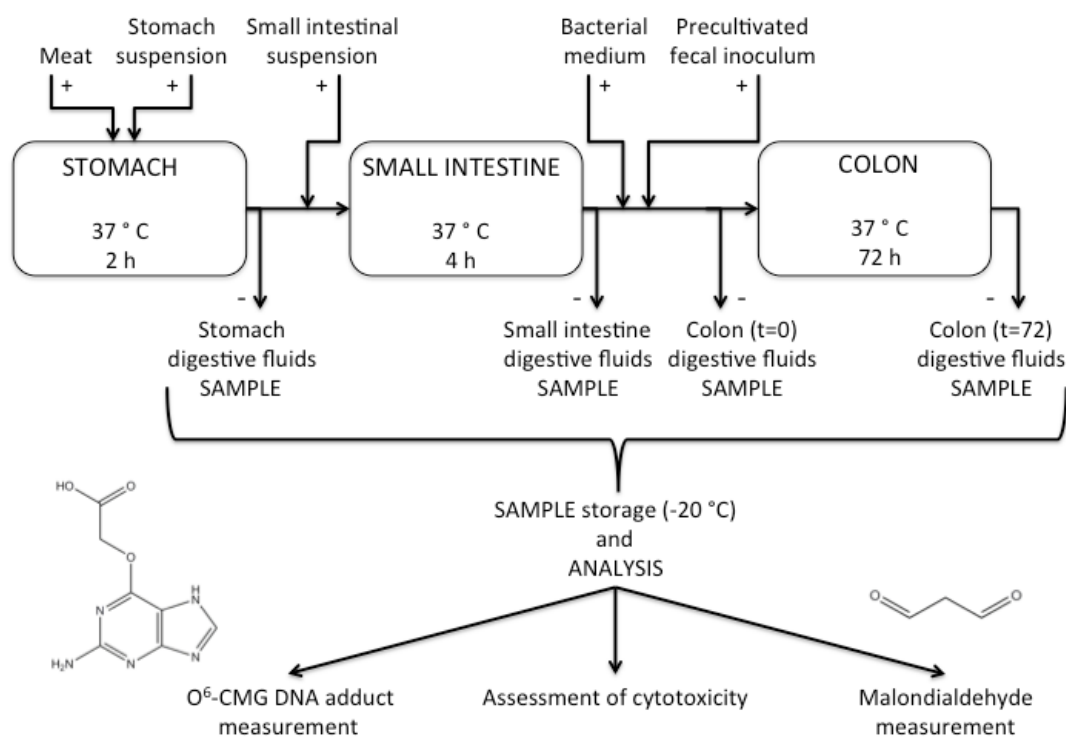 Meat
+
Stomach
suspension
+
Small intestinal
suspension
+
Bacterial
medium
+
Precultivated
fecal inoculum
+
STOMACH
37 ° C
2 h
SMALL INTESTINE
37 ° C
4 h
COLON
37 ° C
72 h
-
Stomach
digestive fluids
SAMPLE
-
Small intestine
digestive fluids
SAMPLE
-
Colon (t=0)
digestive fluids
SAMPLE
-
Colon (t=72)
digestive fluids
SAMPLE
SAMPLE storage (-20 °C)
and
ANALYSIS
HO
O
O
N
H
N
H₂N
N
N
O
O
O⁶-CMG DNA adduct
measurement
Assessment of cytotoxicity
Malondialdehyde
measurement